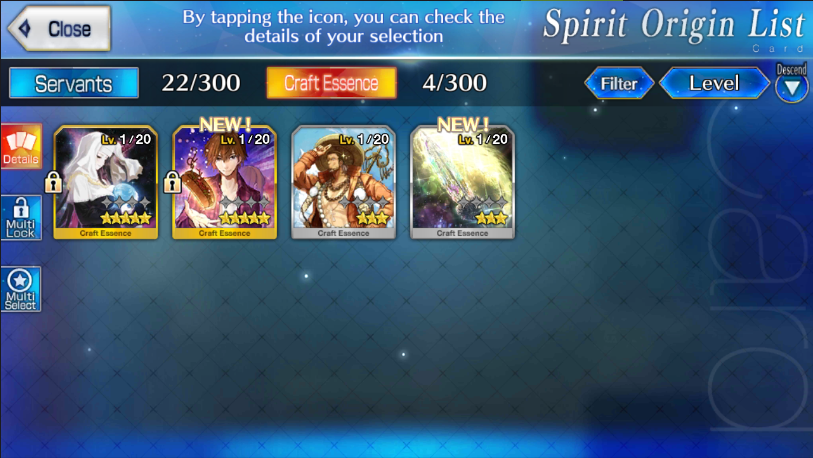 Close
By tapping the icon, you can check the
details of your selection
Spirit Origin List
Card
Servants 22/300 Craft Essence 4/300 Filter Level Descend
Details
Multi
Lock
Multi
Select
NEW! NEW!
Lv. 1/20 Lv. 1/20 Lv. 1/20 Lv. 1/20
Craft Essence Craft Essence Craft Essence Craft Essence
Card